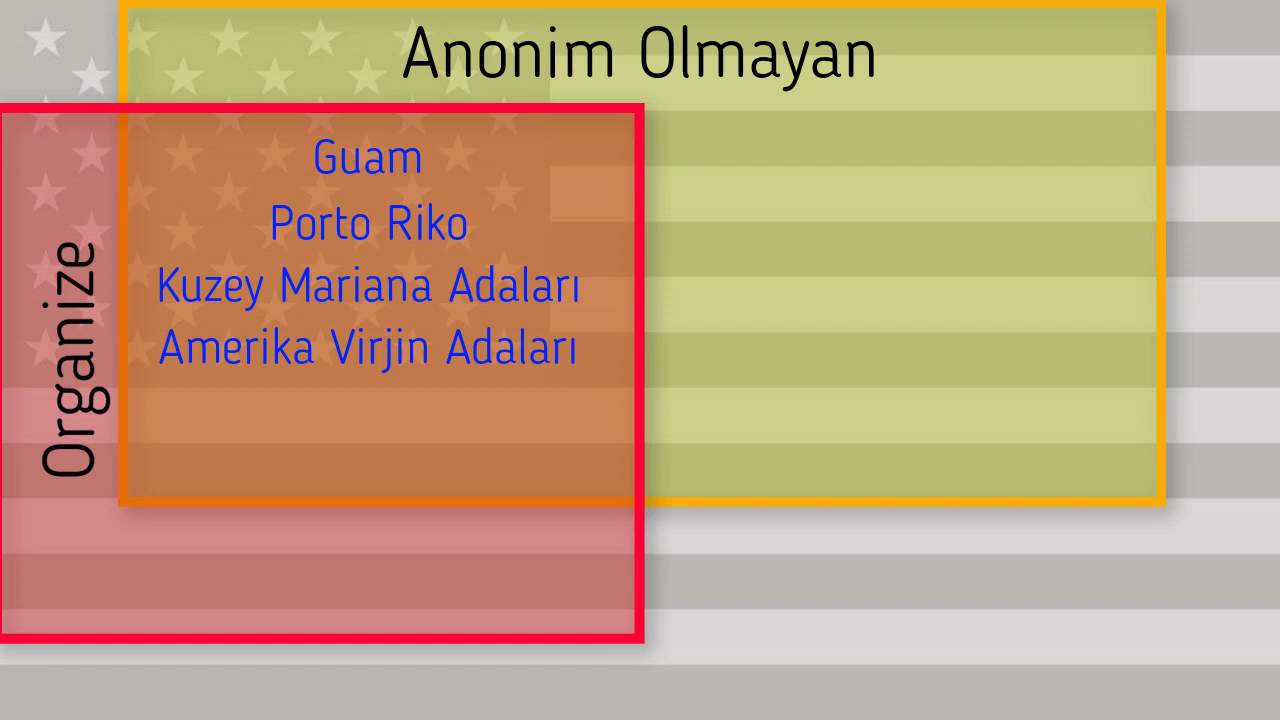 Anonim Olmayan
Organize
Guam
Porto Riko
Kuzey Mariana Adaları
Amerika Virjin Adaları